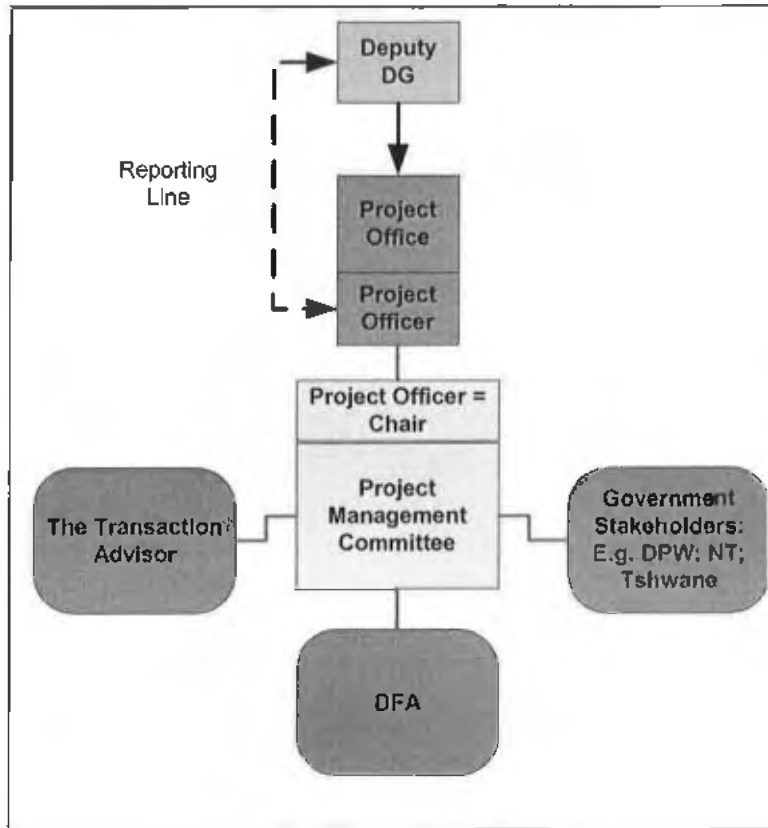 Deputy
DG
Reporting
Line
Project
Office
Project
Officer
Project Officer =
Chair
Project
Management
Committee
The Transaction
Advisor
Government
Stakeholders:
E.g. DPW; NT;
Tshwane
DFA